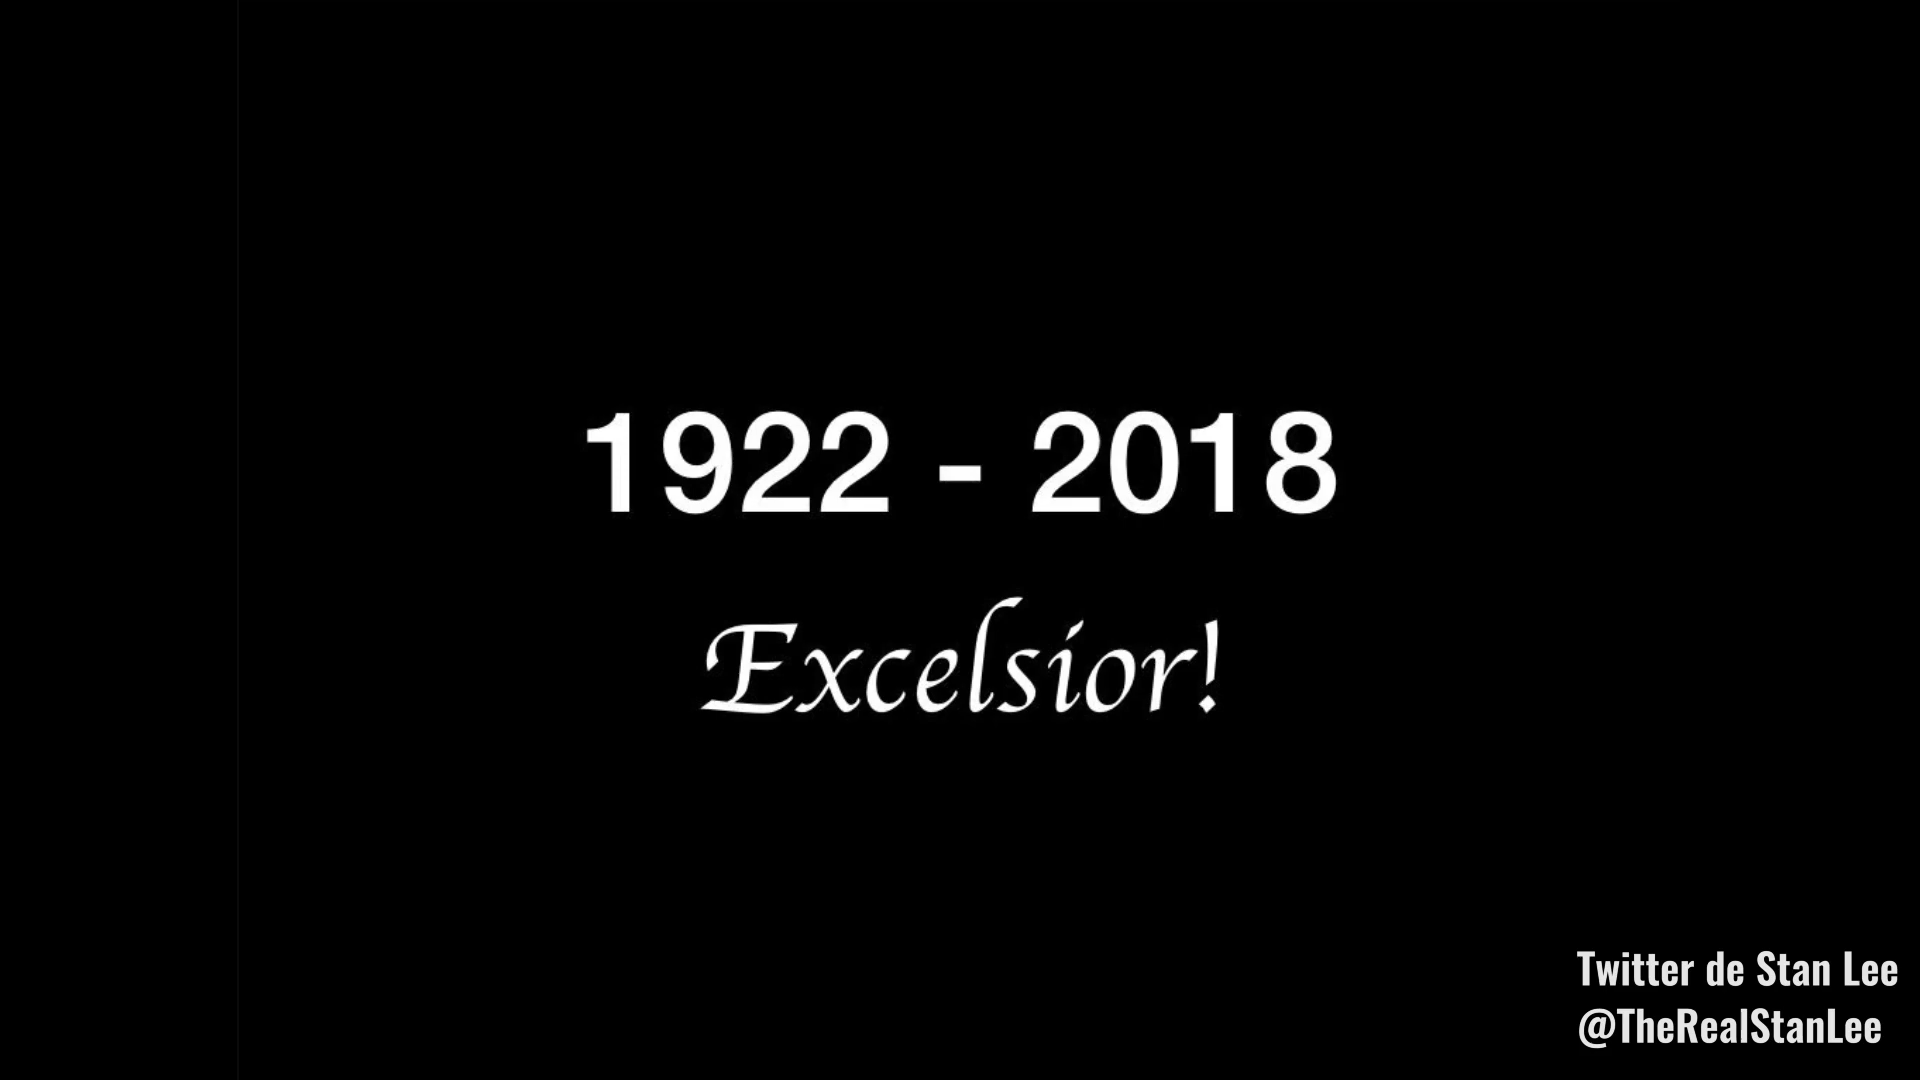 1922 - 2018
Excelsior!
Twitter de Stan Lee
@TheRealStanLee